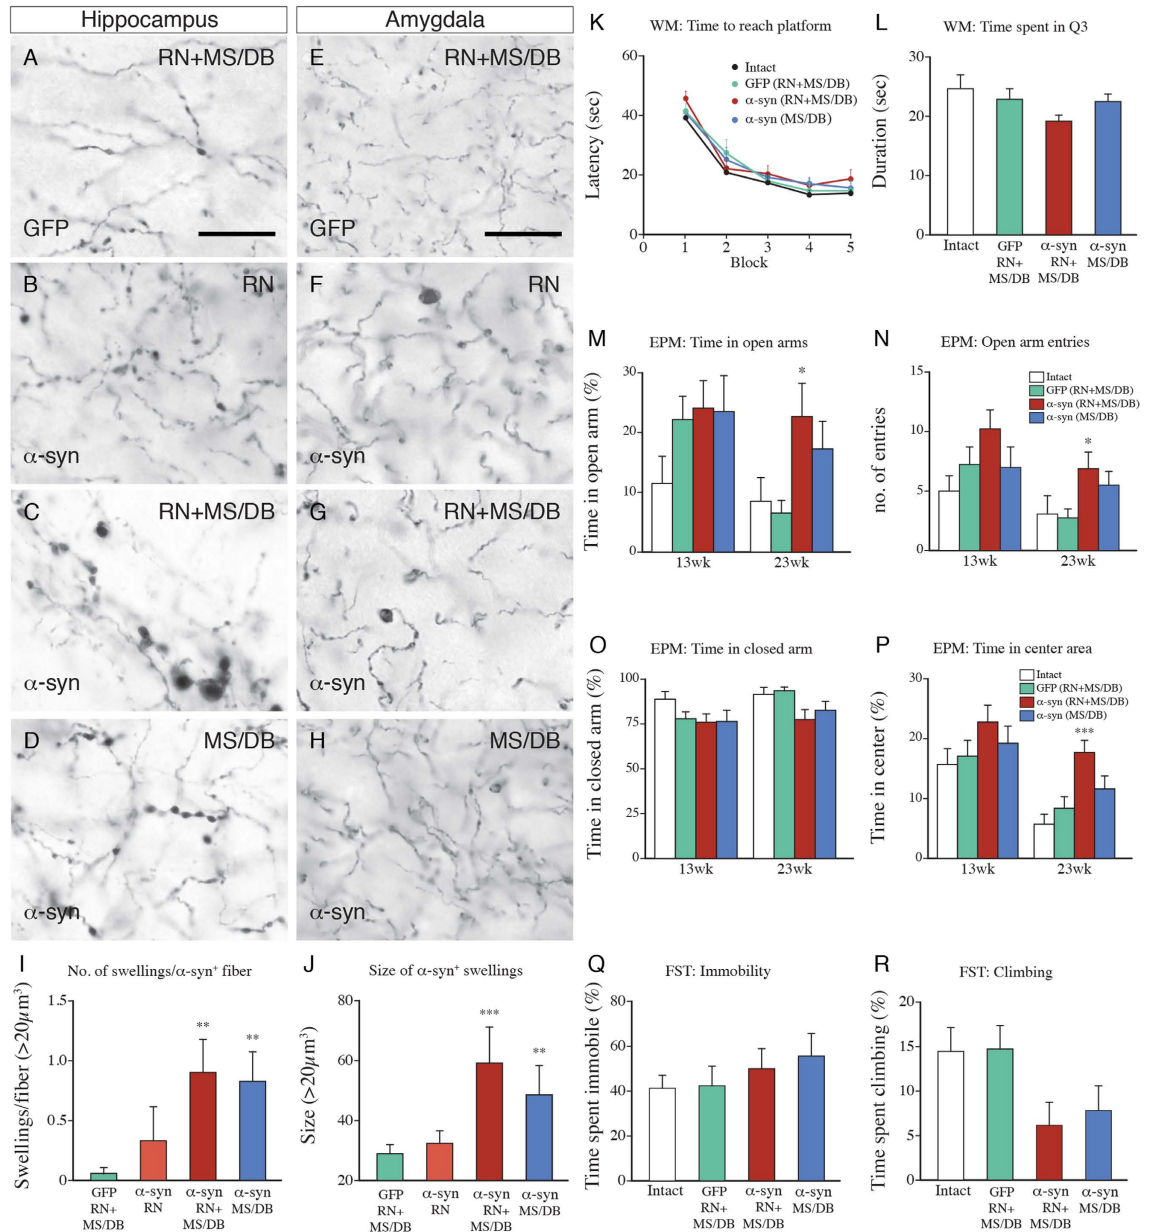 Hippocampus
Amygdala
A
RN+MS/DB
GFP
E
RN+MS/DB
GFP
B
RN
α-syn
F
RN
α-syn
C
RN+MS/DB
α-syn
G
RN+MS/DB
α-syn
D
MS/DB
α-syn
H
MS/DB
α-syn
I
No. of swellings/α-syn⁺ fiber
Swellings/fiber (>20µm³)
1.5
1.0
0.5
0
**
**
GFP RN+ MS/DB
α-syn RN
α-syn RN+ MS/DB
α-syn MS/DB
J
Size of α-syn⁺ swellings
Size (>20µm³)
80
60
40
20
***
**
GFP RN+ MS/DB
α-syn RN
α-syn RN+MS/DB
α-syn MS/DB
K
WM: Time to reach platform
Latency (sec)
60
40
20
0
Intact
GFP (RN+MS/DB)
α-syn (RN+MS/DB)
α-syn (MS/DB)
0 1 2 3 4 5
Block
L
WM: Time spent in Q3
Duration (sec)
30
20
10
0
Intact
GFP RN+ MS/DB
α-syn RN+ MS/DB
α-syn MS/DB
M
EPM: Time in open arms
Time in open arm (%)
30
20
10
0
*
13wk 23wk
N
EPM: Open arm entries
no. of entries
15
10
5
0
Intact
GFP (RN+MS/DB)
α-syn (RN+MS/DB)
α-syn (MS/DB)
*
13wk 23wk
O
EPM: Time in closed arm
Time in closed arm (%)
100
75
50
25
0
13wk 23wk
P
EPM: Time in center area
Time in center (%)
30
20
10
0
Intact
GFP (RN+MS/DB)
α-syn (RN+MS/DB)
α-syn (MS/DB)
***
13wk 23wk
Q
FST: Immobility
Time spent immobile (%)
80
60
40
20
0
Intact
GFP RN+ MS/DB
α-syn RN+ MS/DB
α-syn MS/DB
R
FST: Climbing
Time spent climbing (%)
20
15
10
5
0
Intact
GFP RN+ MS/DB
α-syn RN+ MS/DB
α-syn MS/DB